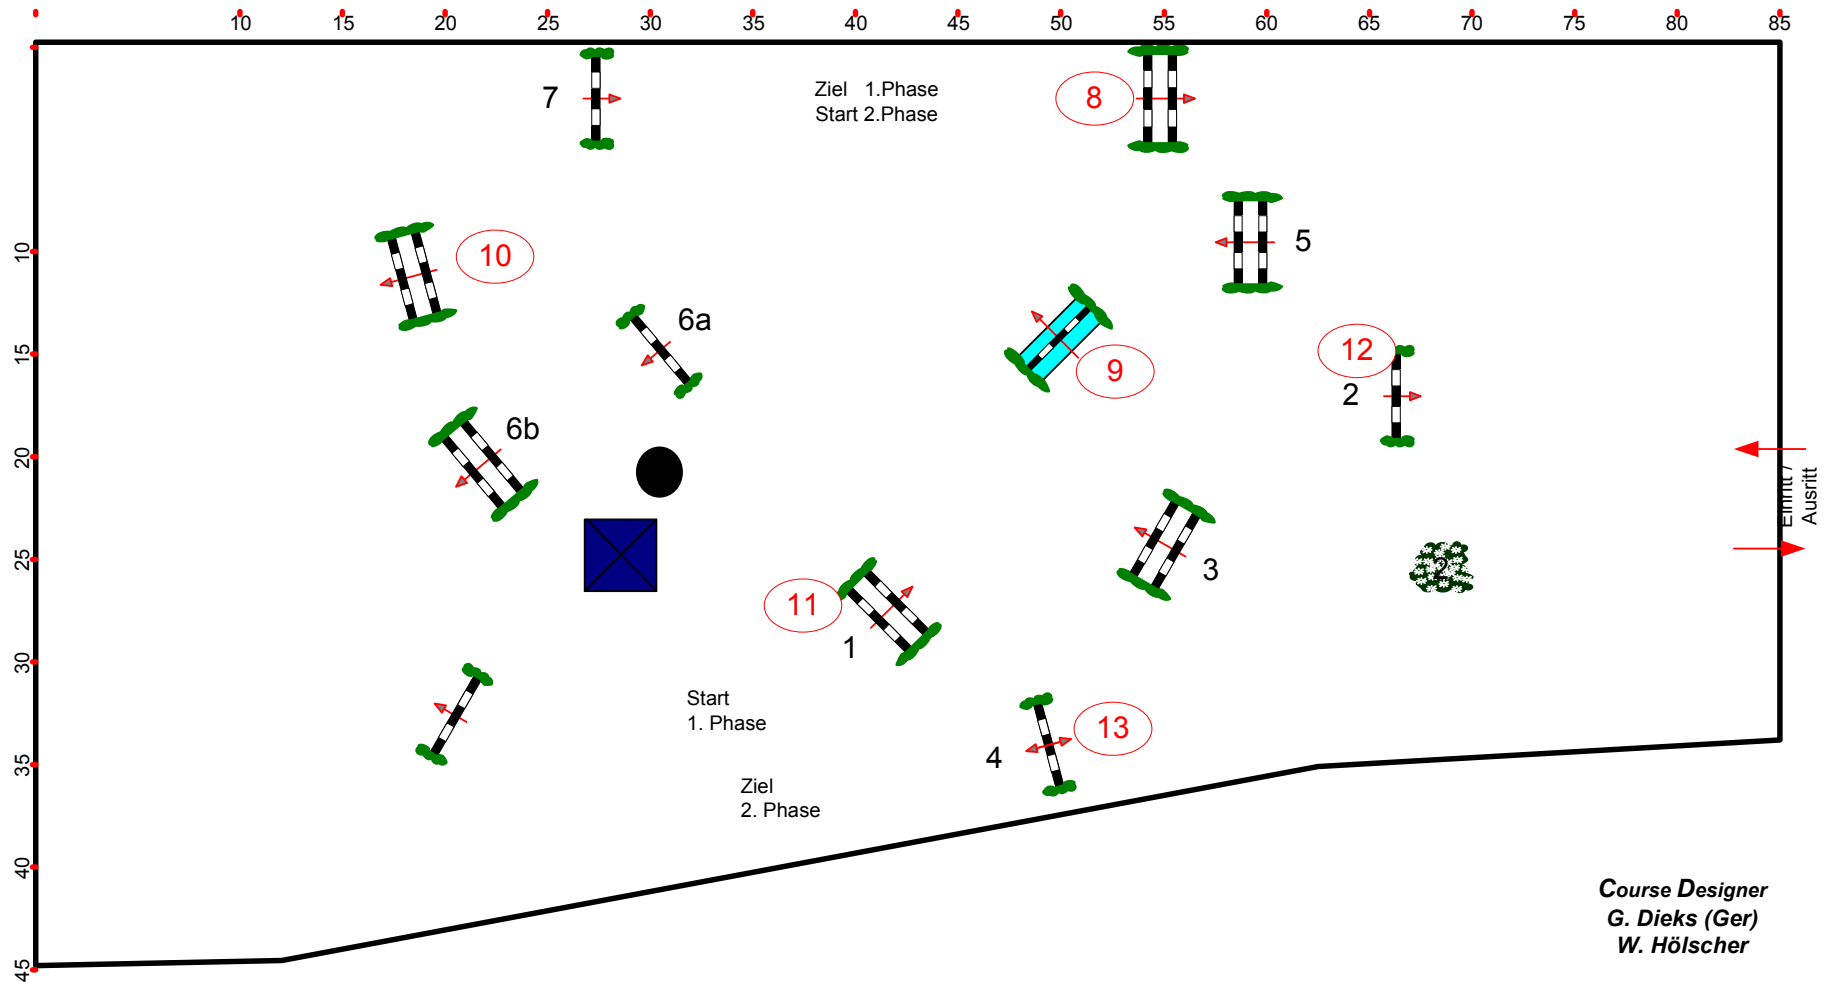 10 15 20 25 30 35 40 45 50 55 60 65 70 75 80 85
7
Ziel 1.Phase
Start 2.Phase
8
10
10
5
6a
15
9
12
2
6b
20
Einritt /
Ausritt
25
3
2
11
1
30
Start
1. Phase
13
4
35
Ziel
2. Phase
40
45
Course Designer
G. Dieks (Ger)
W. Hölscher